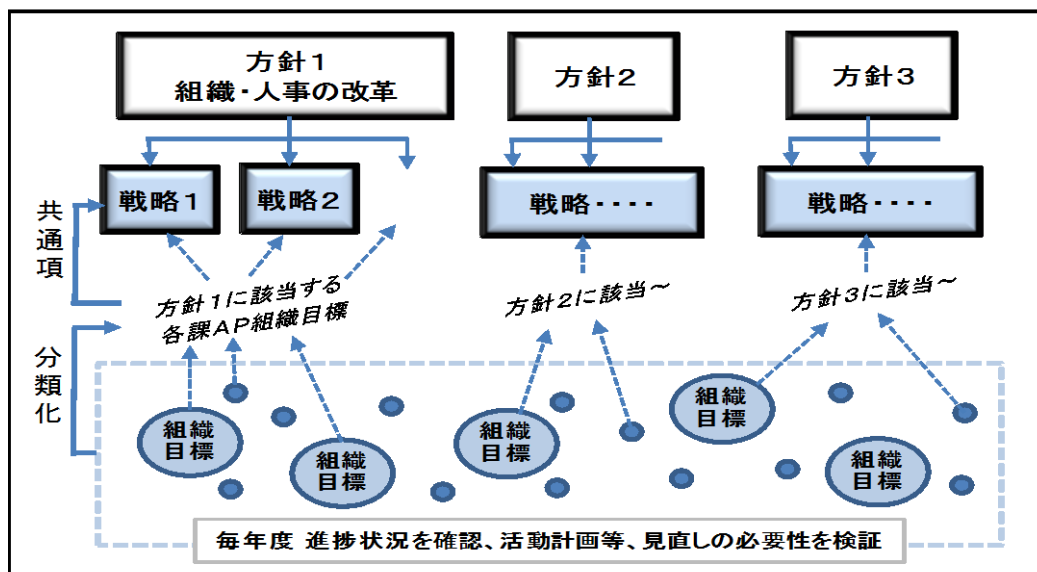 方針１
組織・人事の改革
方針２
方針３
戦略１
戦略２
戦略････
戦略････
共通項
方針１に該当する
各課ＡＰ組織目標
方針２に該当～
方針３に該当～
分類化
組織
目標
組織
目標
組織
目標
組織
目標
組織
目標
毎年度 進捗状況を確認、活動計画等、見直しの必要性を検証